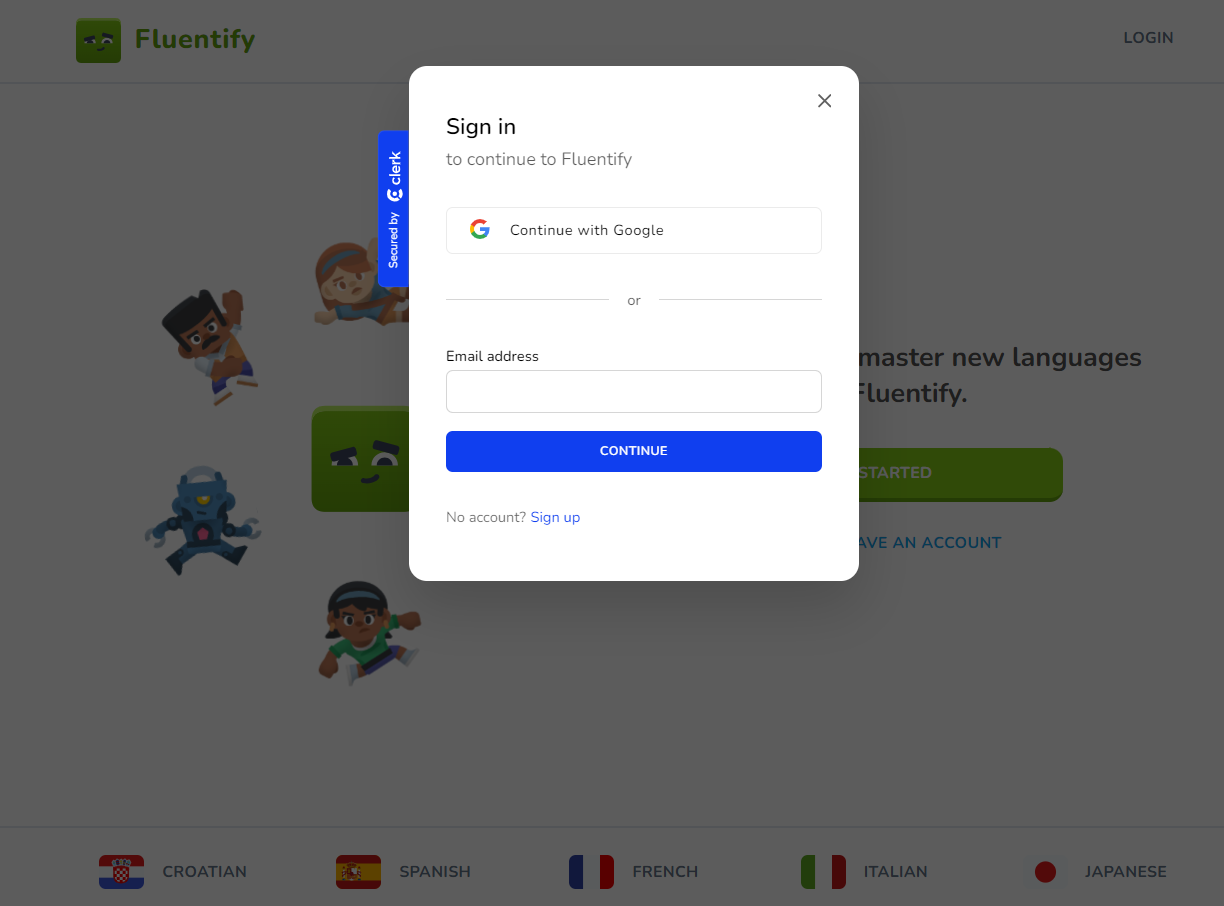 Fluentify
LOGIN
Sign in
to continue to Fluentify
Secured by clerk
Continue with Google
or
Email address
CONTINUE
No account? Sign up
master new languages
Fluentify.
STARTED
AN ACCOUNT
CROATIAN
SPANISH
FRENCH
ITALIAN
JAPANESE